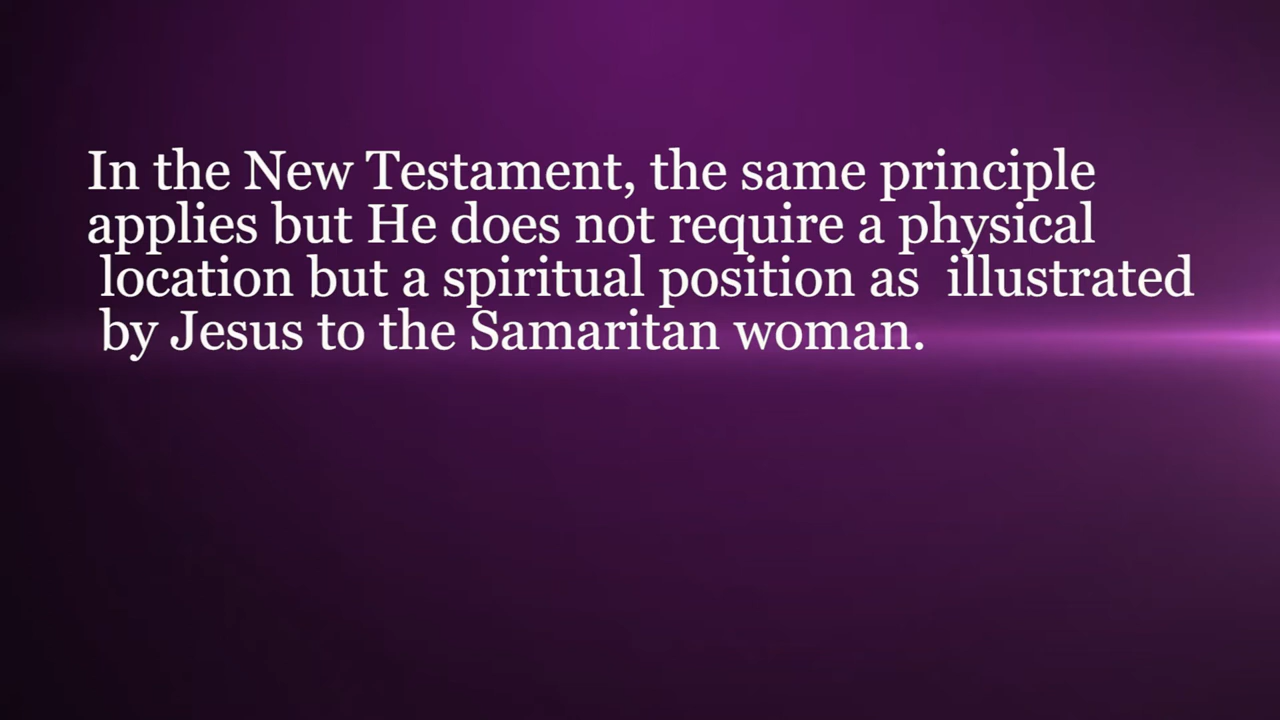 In the New Testament, the same principle
applies but He does not require a physical
location but a spiritual position as  illustrated
by Jesus to the Samaritan woman.